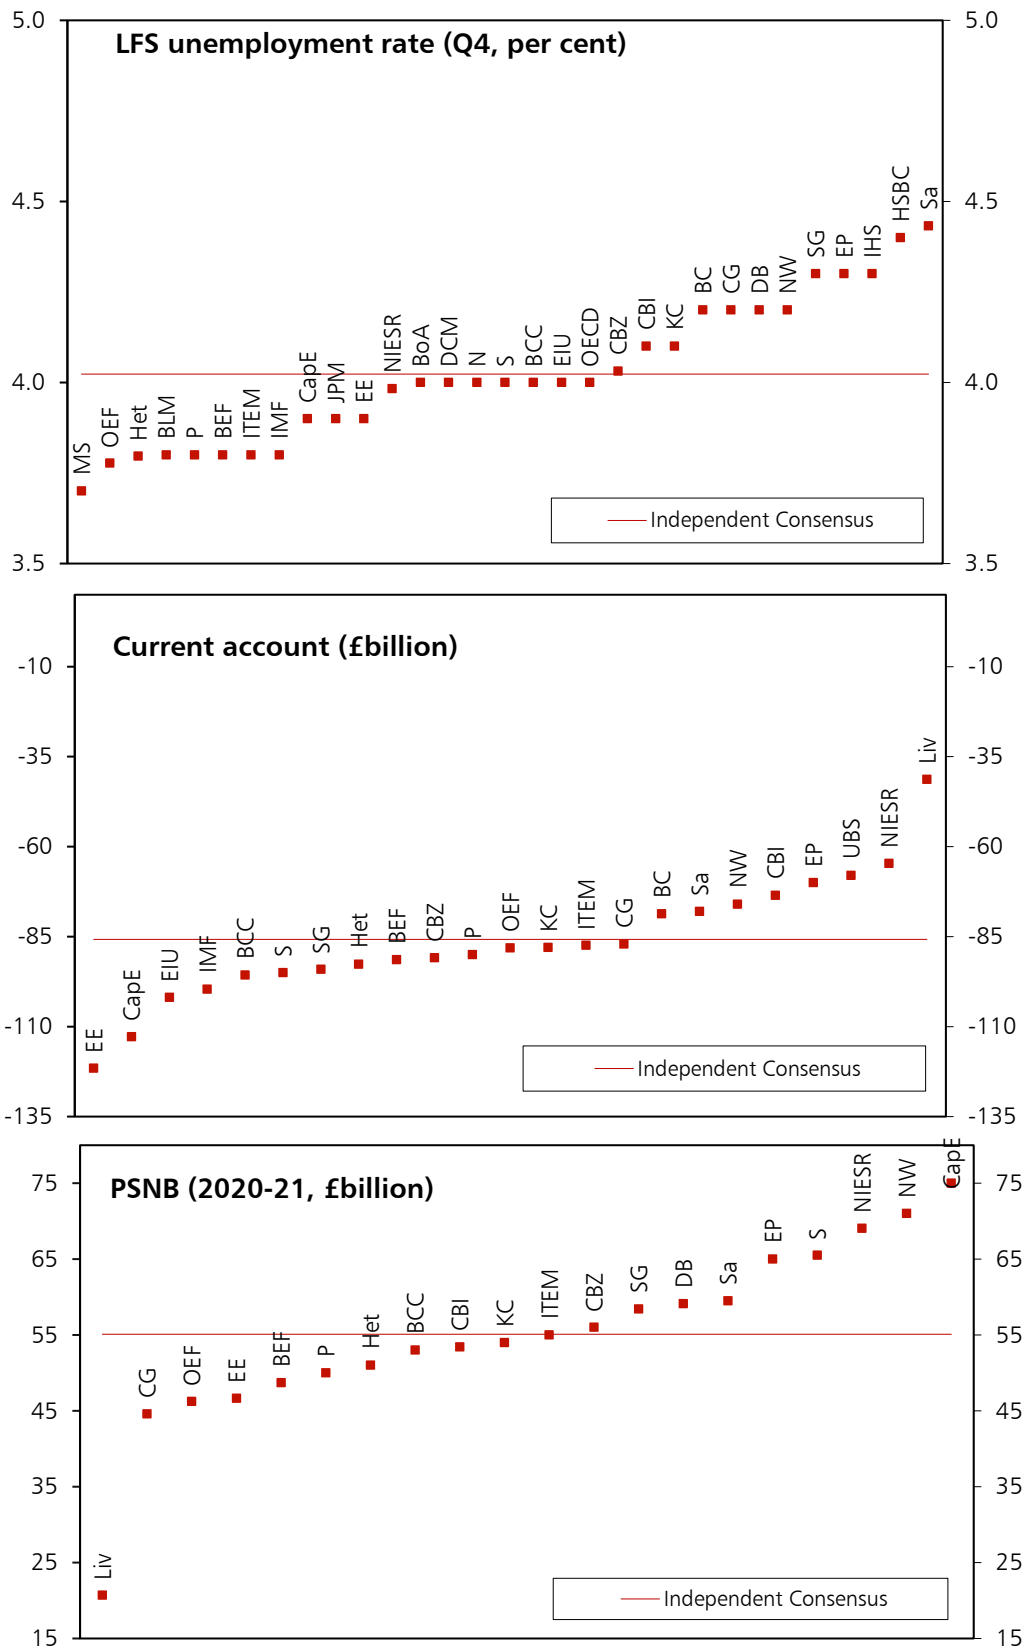 LFS unemployment rate (Q4, per cent)
5.0
5.0
4.5
4.5
4.0
4.0
3.5
3.5
MS
OEF
Het
BLM
P
BEF
ITEM
IMF
CapE
JPM
EE
NIESR
BoA
DCM
N
S
BCC
EIU
OECD
CBZ
CBI
KC
BC
CG
DB
NW
SG
EP
IHS
HSBC
Sa
Independent Consensus
Current account (£billion)
-10
-10
-35
-35
-60
-60
-85
-85
-110
-110
-135
-135
EE
CapE
EIU
IMF
BCC
S
SG
Het
BEF
CBZ
P
OEF
KC
ITEM
CG
BC
Sa
NW
CBI
EP
UBS
NIESR
Liv
Independent Consensus
PSNB (2020-21, £billion)
75
75
65
65
55
55
45
45
35
35
25
25
15
15
Liv
CG
OEF
EE
BEF
P
Het
BCC
CBI
KC
ITEM
CBZ
SG
DB
Sa
EP
S
NIESR
NW
CapE
Independent Consensus